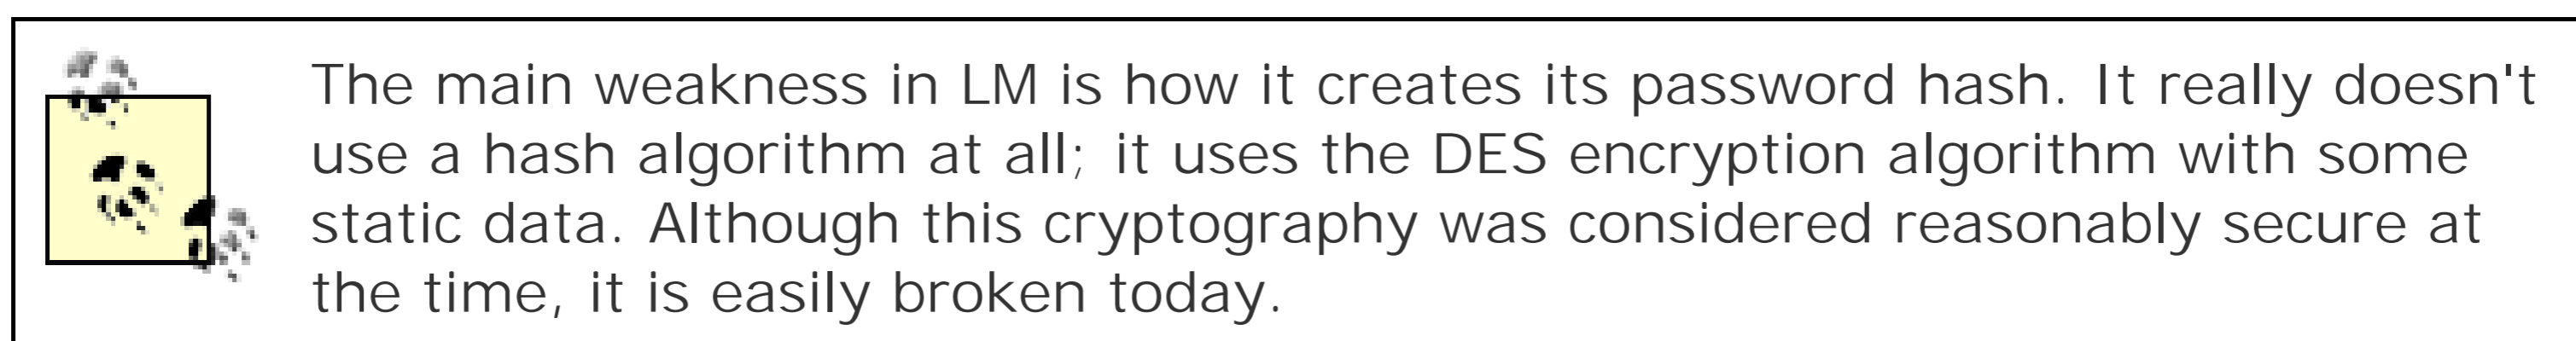 The main weakness in LM is how it creates its password hash. It really doesn't
use a hash algorithm at all; it uses the DES encryption algorithm with some
static data. Although this cryptography was considered reasonably secure at
the time, it is easily broken today.